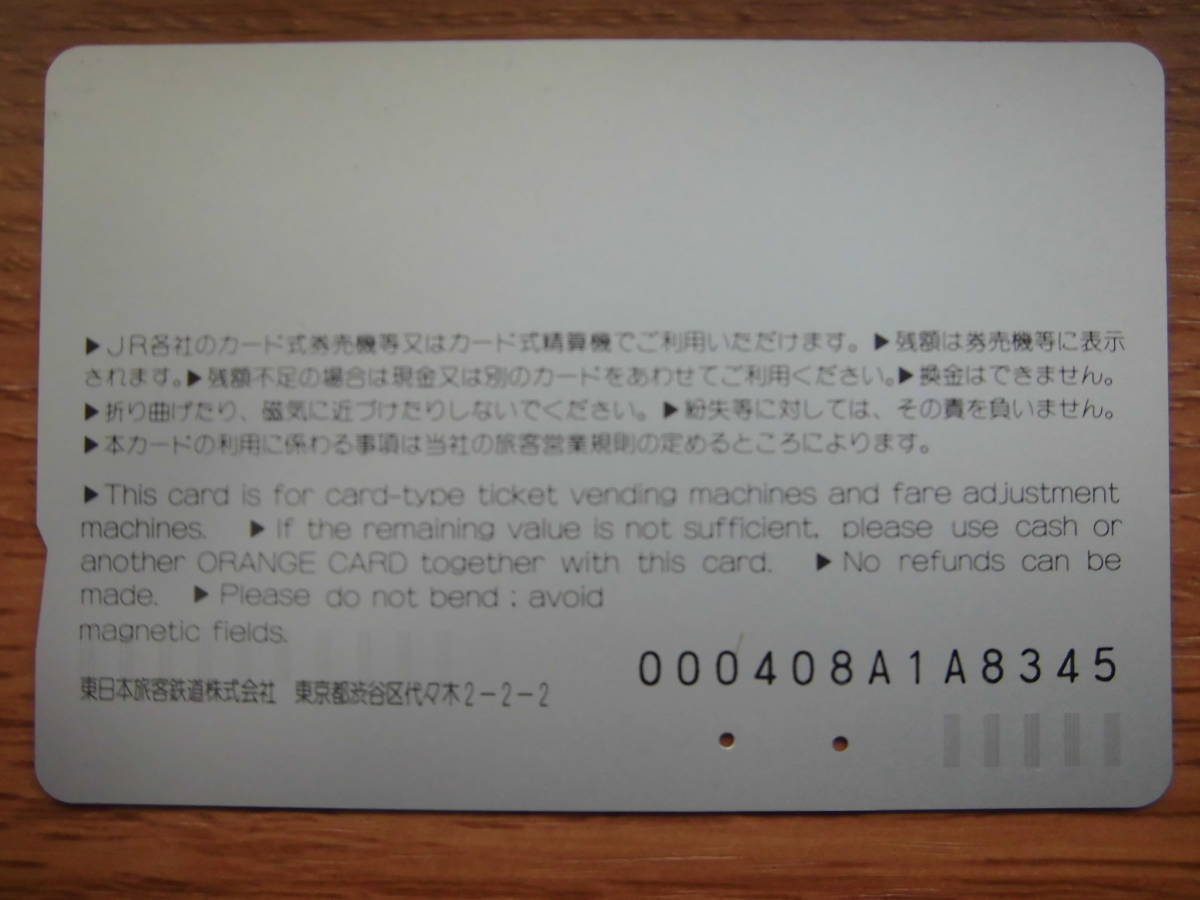 ▶JR各社のカード式券売機等又はカード式精算機でご利用いただけます。▶残額は券売機等に表示
されます。▶残額不足の場合は現金又は別のカードをあわせてご利用ください。▶換金はできません。
▶折り曲げたり、磁気に近づけたりしないでください。▶紛失等に対しては、その責を負いません。
▶本カードの利用に係わる事項は当社の旅客営業規則の定めるところによります。
▶This card is for card-type ticket vending machines and fare adjustment
machines. ▶If the remaining value is not sufficient, please use cash or
another ORANGE CARD together with this card. ▶No refunds can be
made. ▶Please do not bend; avoid
magnetic fields.
000408A1A8345
東日本旅客鉄道株式会社 東京都渋谷区代々木2-2-2